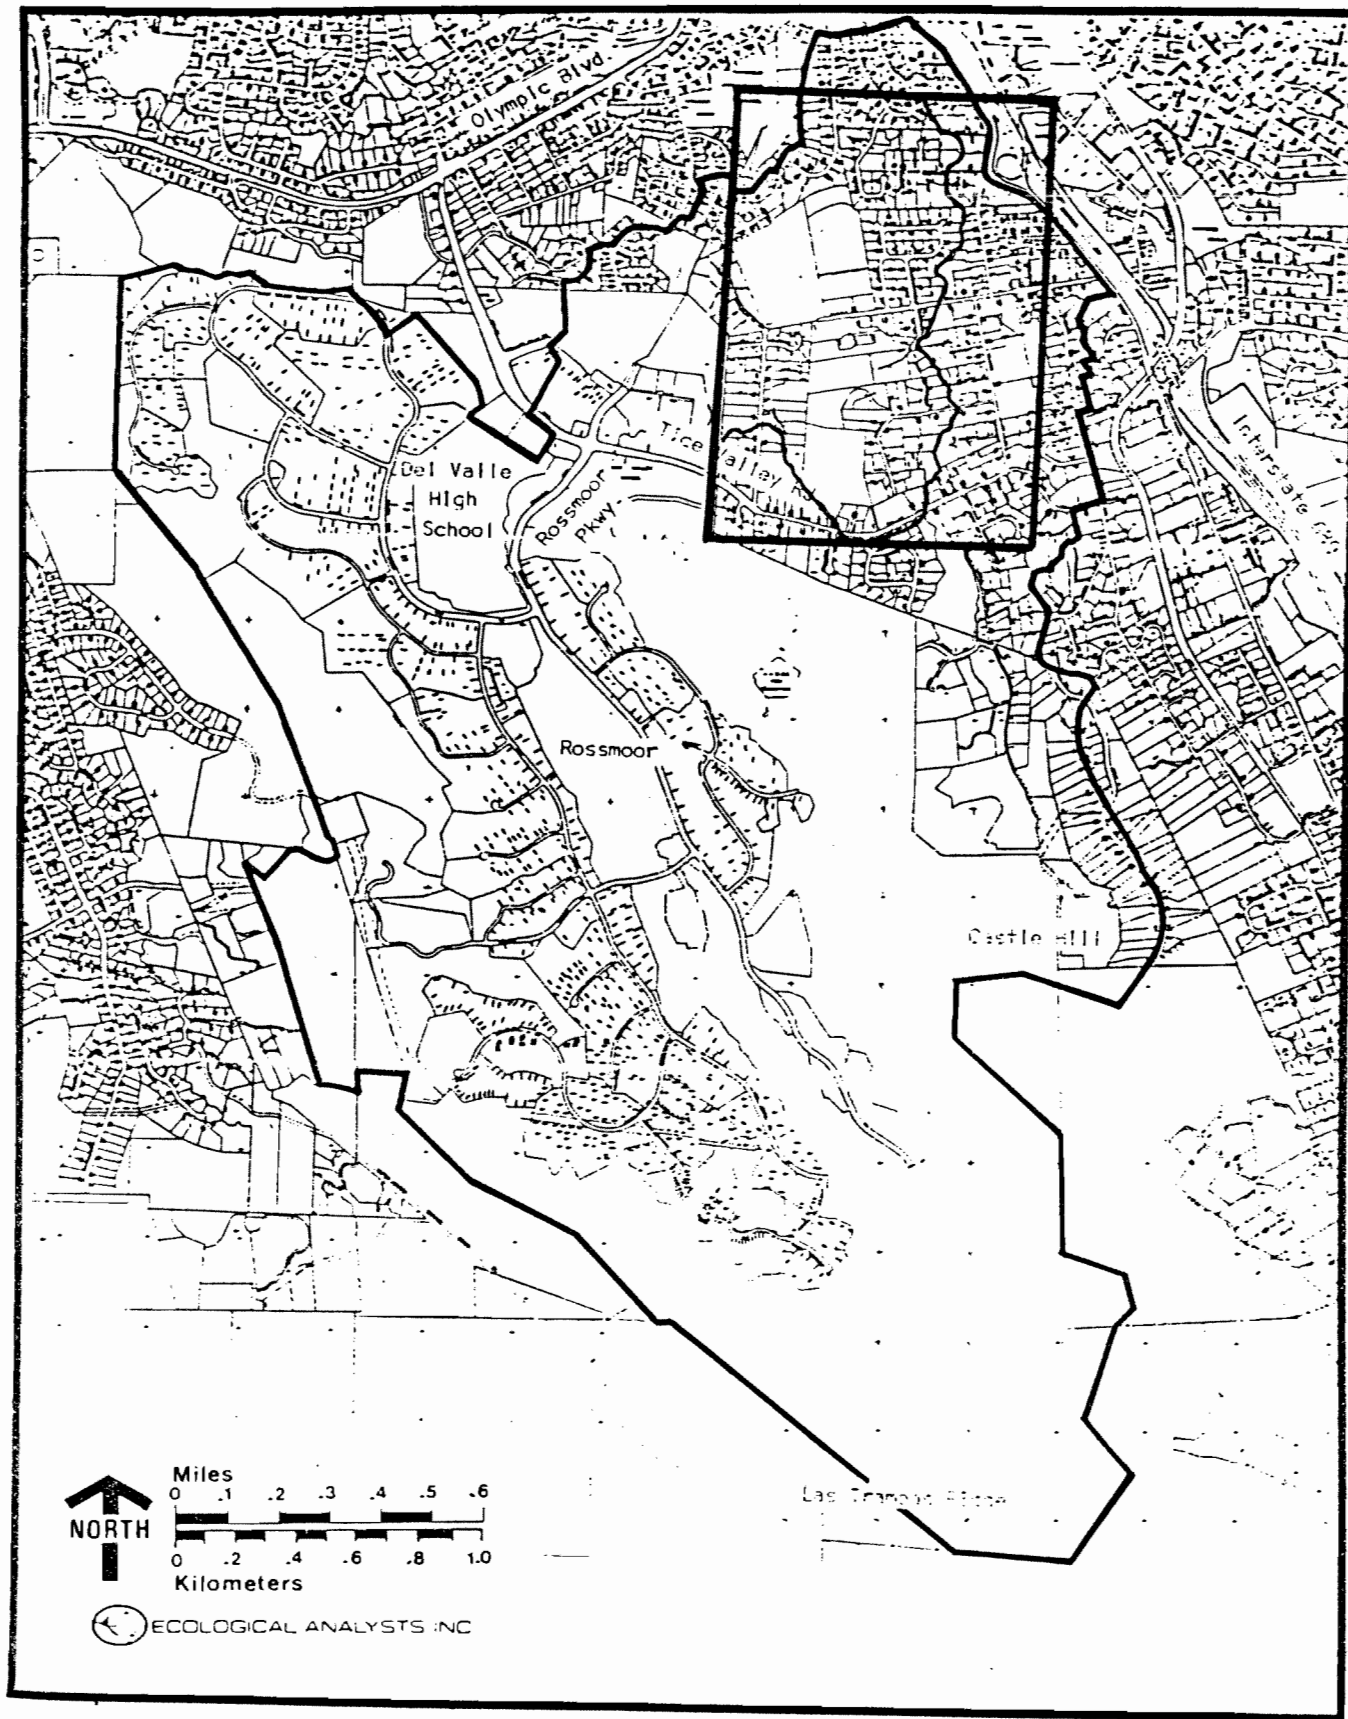 Olympic Blvd.
Tice Valley
Del Valle
High
School
Rossmoor
Pkwy
Interstate
Rossmoor
Castle Hill
Las
Miles
0 .1 .2 .3 .4 .5 .6
NORTH
0 .2 .4 .6 .8 1.0
Kilometers
ECOLOGICAL ANALYSTS INC